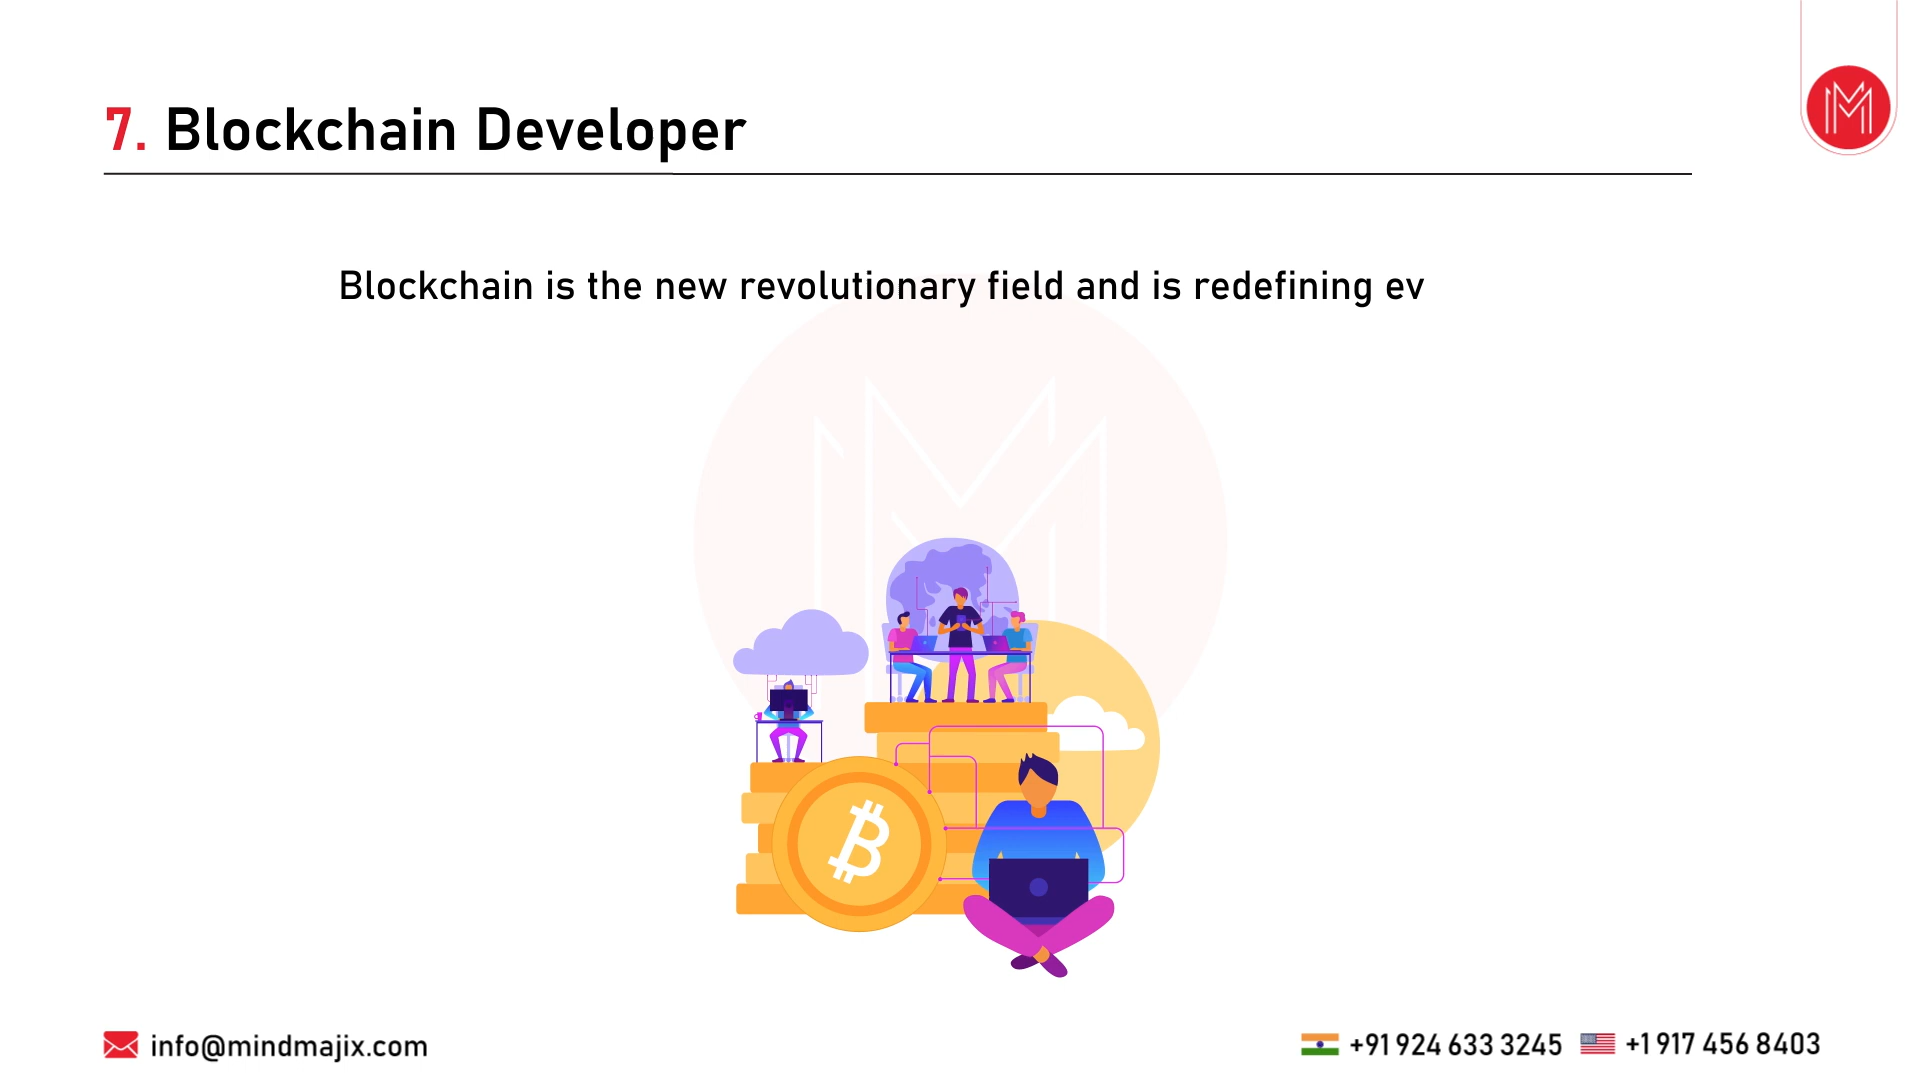 7. Blockchain Developer
Blockchain is the new revolutionary field and is redefining ev
info@mindmajix.com
+91 924 633 3245
+1 917 456 8403